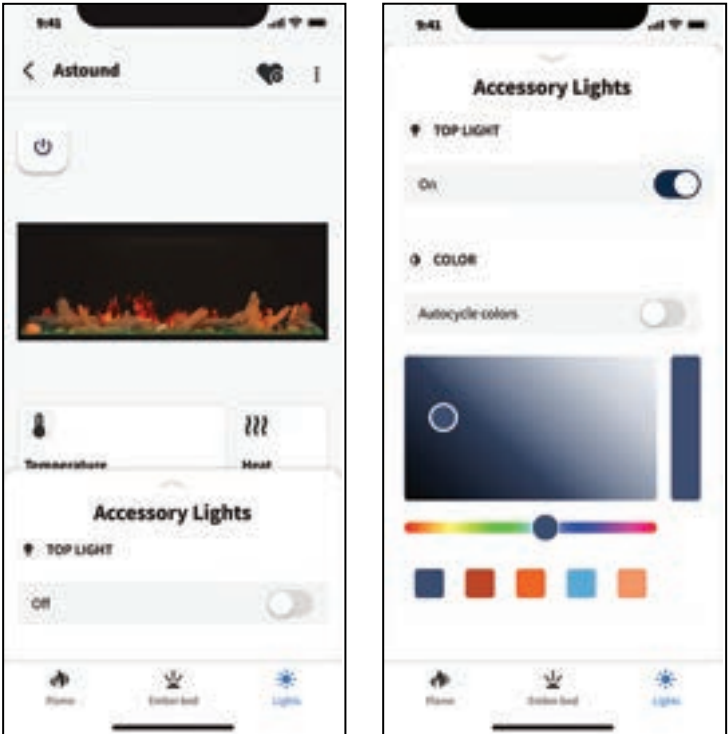 9:41
Astound
Temperature
Heat
Accessory Lights
TOP LIGHT
Off
Flame
Ember bed
Lights
9:41
Accessory Lights
TOP LIGHT
On
COLOR
Autocycle colors
Flame
Ember bed
Lights